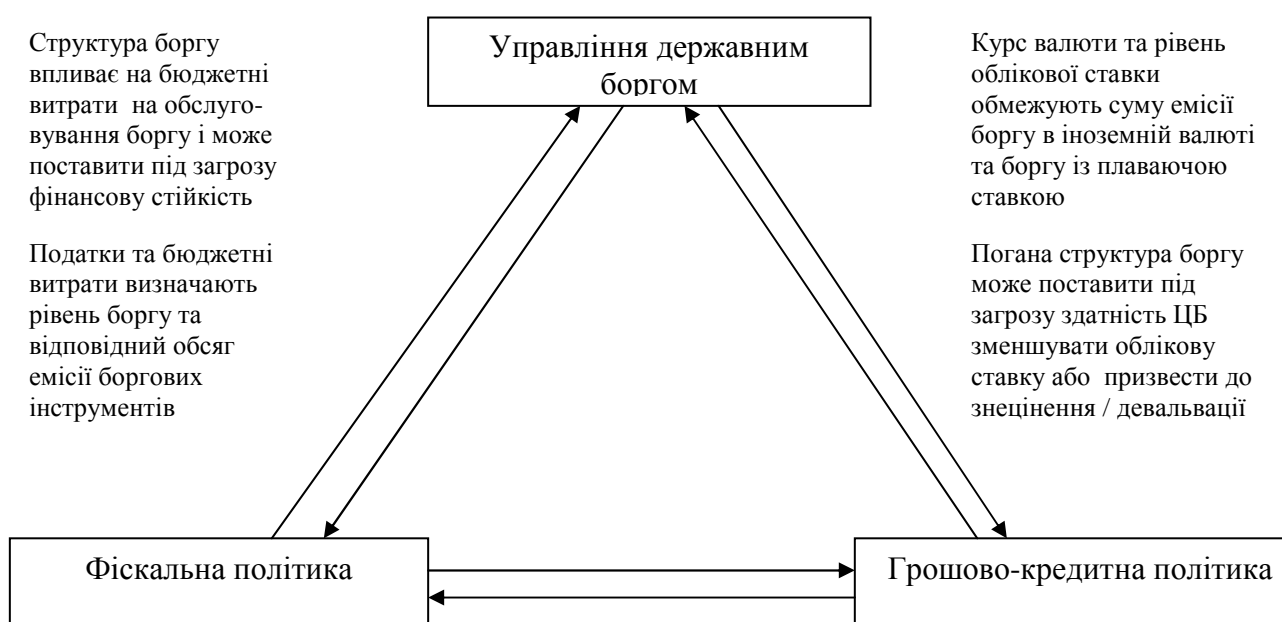 Структура боргу
впливає на бюджетні
витрати на обслуго-
вування боргу і може
поставити під загрозу
фінансову стійкість
Податки та бюджетні
витрати визначають
рівень боргу та
відповідний обсяг
емісії боргових
інструментів
Управління державним
боргом
Курс валюти та рівень
облікової ставки
обмежують суму емісії
боргу в іноземній валюті
та боргу із плаваючою
ставкою
Погана структура боргу
може поставити під
загрозу здатність ЦБ
зменшувати облікову
ставку або призвести до
знецінення / девальвації
Фіскальна політика
Грошово-кредитна політика